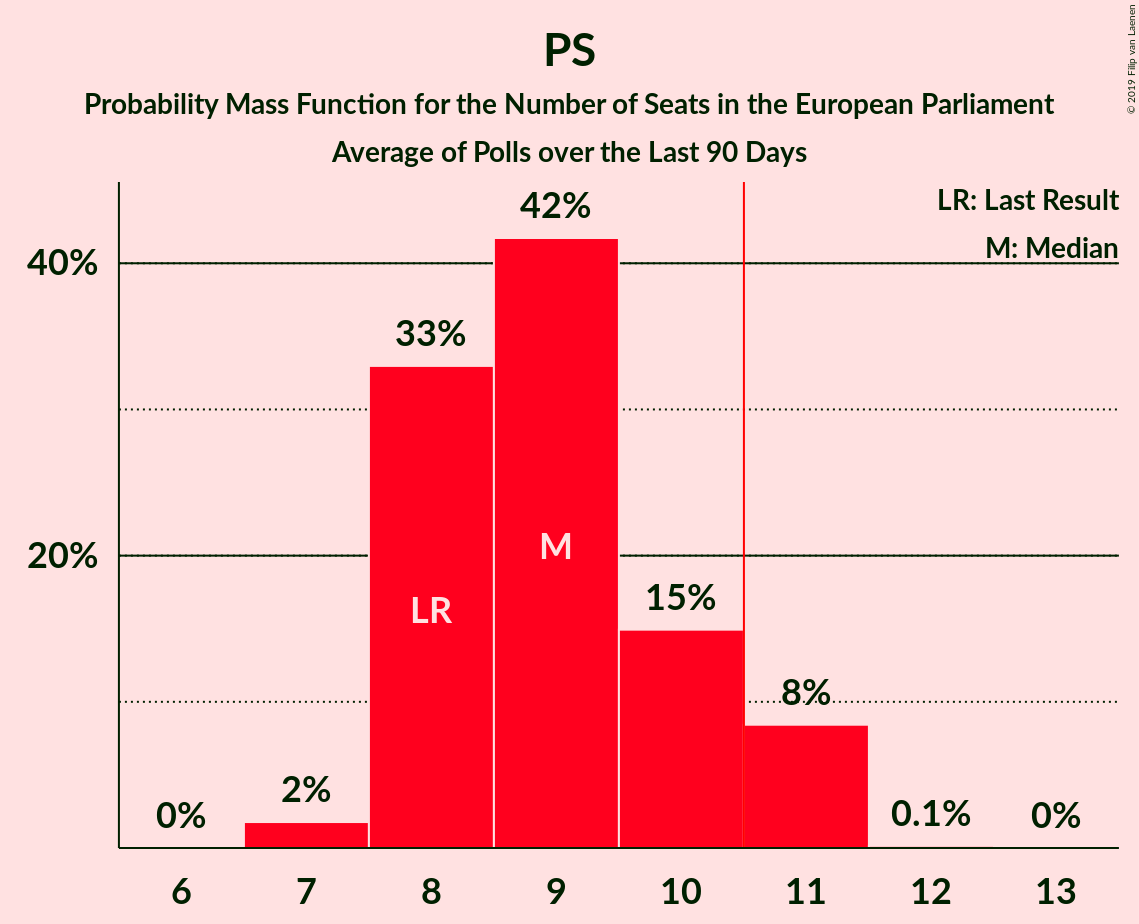 PS
Probability Mass Function for the Number of Seats in the European Parliament
Average of Polls over the Last 90 Days
© 2019 Filip van Laenen
LR: Last Result
M: Median
40%
20%
0%
2%
33%
42%
15%
8%
0.1%
0%
LR
M
6 7 8 9 10 11 12 13